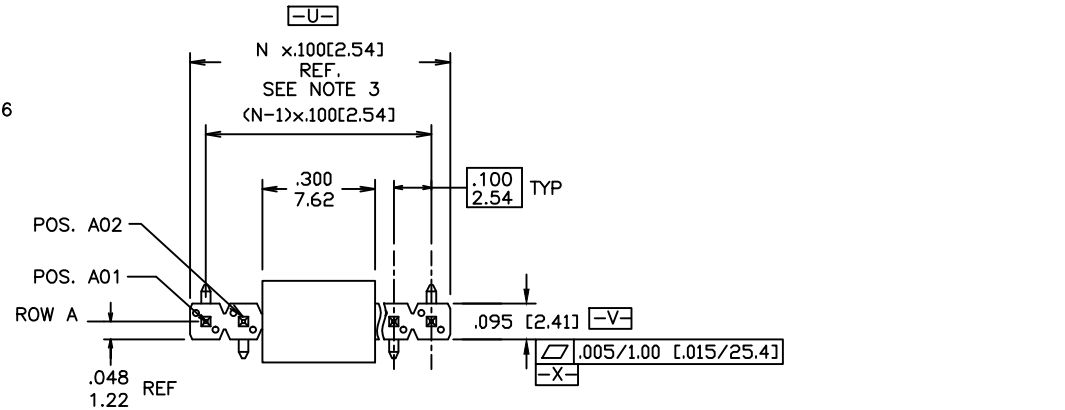 -U-
N x.100[2.54]
REF.
SEE NOTE 3
6
(N-1)x.100[2.54]
.300
7.62
.100
2.54
TYP
POS. A02
POS. A01
ROW A
.095 [2.41]
-V-
.005/1.00 [.015/25.4]
-X-
.048
1.22
REF